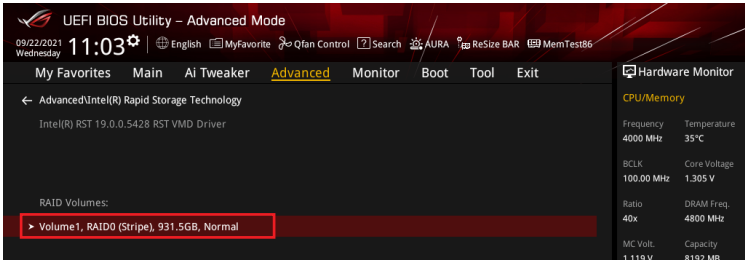 UEFI BIOS Utility – Advanced Mode
09/22/2021 Wednesday 11:03 English MyFavorite Qfan Control ? Search AURA ReSize BAR MemTest86
My Favorites Main Ai Tweaker Advanced Monitor Boot Tool Exit
Hardware Monitor
← Advanced\Intel(R) Rapid Storage Technology
Intel(R) RST 19.0.0.5428 RST VMD Driver
RAID Volumes:
➤ Volume1, RAID0 (Stripe), 931.5GB, Normal
CPU/Memory
Frequency Temperature
4000 MHz 35°C
BCLK Core Voltage
100.00 MHz 1.305 V
Ratio DRAM Freq.
40x 4800 MHz
MC Volt. Capacity
1.119 V 8192 MB